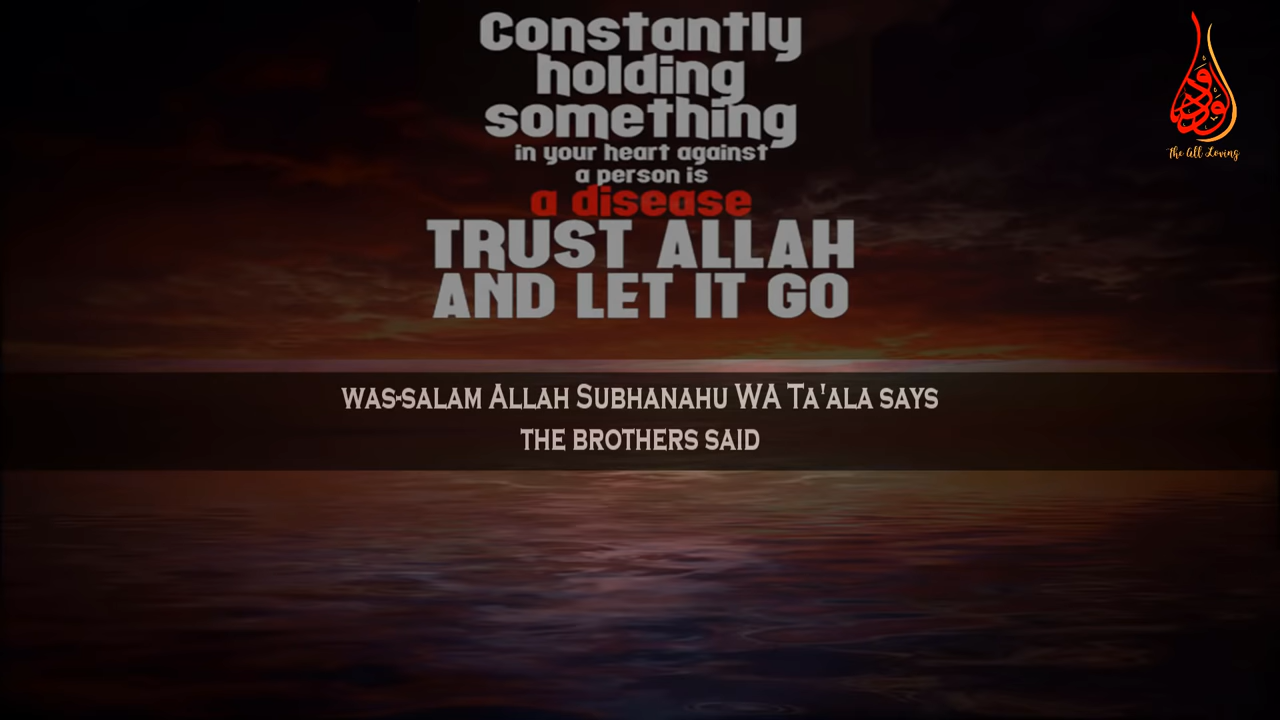 Constantly
holding
something
in your heart against
a person is
a disease
TRUST ALLAH
AND LET IT GO
The All Loving
WAS-SALAM ALLAH SUBHANAHU WA TA'ALA SAYS
THE BROTHERS SAID